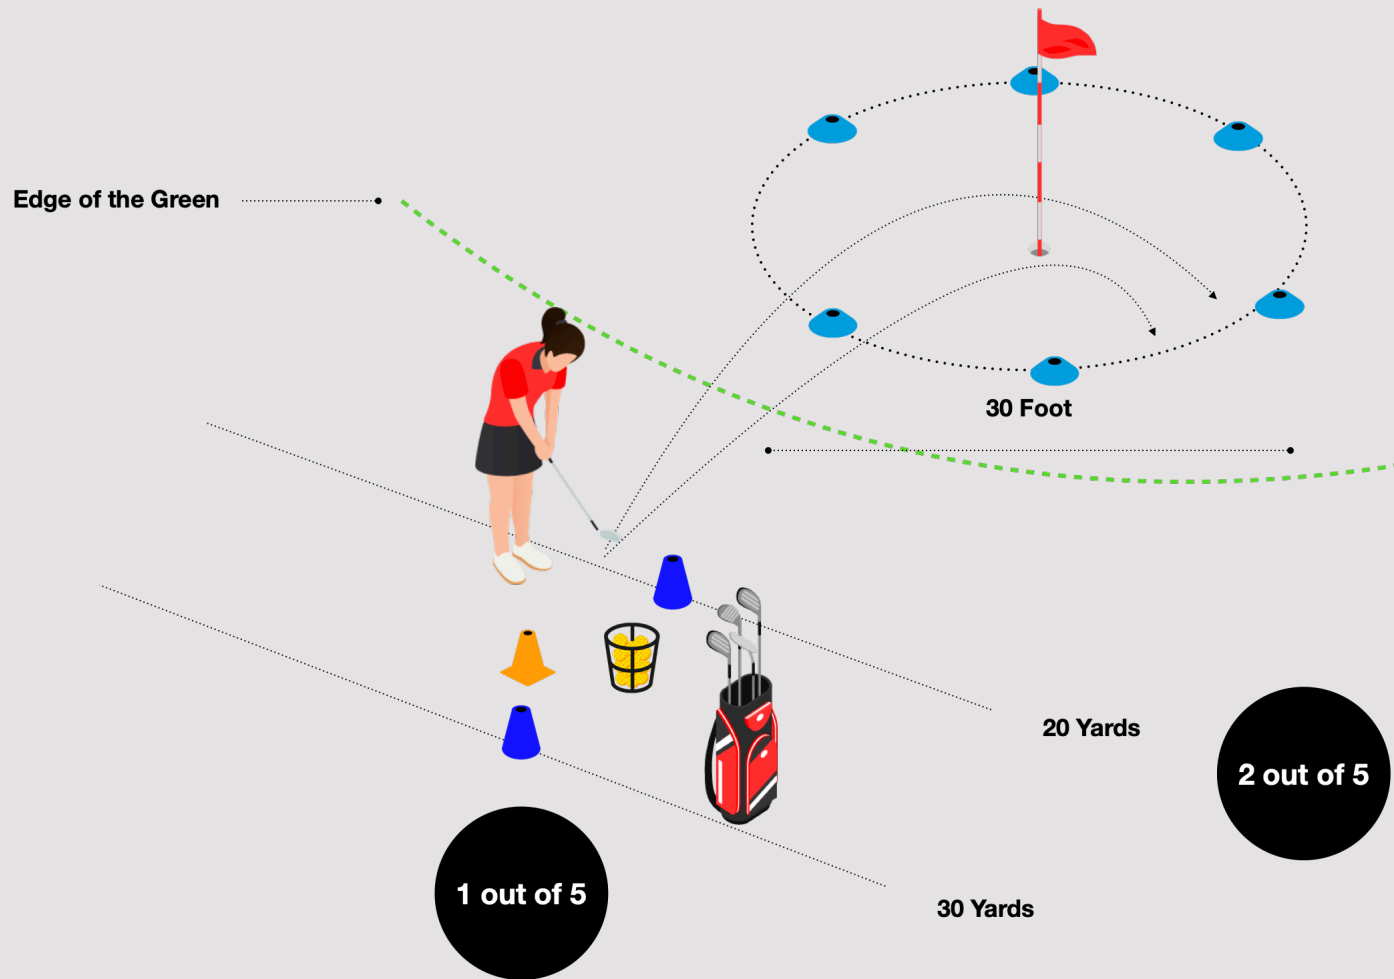 Edge of the Green
30 Foot
20 Yards
2 out of 5
1 out of 5
30 Yards